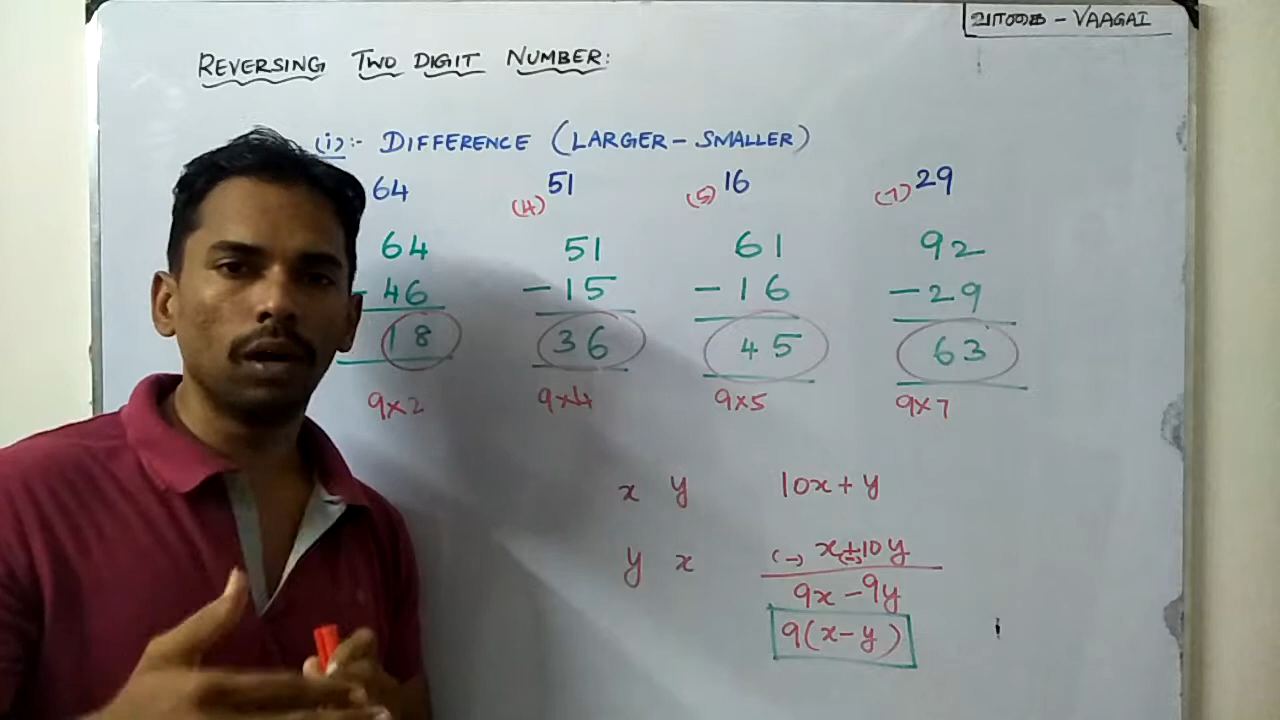 வாகை - VAAGAI
REVERSING TWO DIGIT NUMBER:
(i):- DIFFERENCE (LARGER - SMALLER)
64 (4) 51 (5) 16 (7) 29
64 51 61 92
- 46 - 15 - 16 - 29
18 36 45 63
9×2 9×4 9×5 9×7
x y 10x + y
y x (-) x +(-) 10y
9x - 9y
9(x - y)